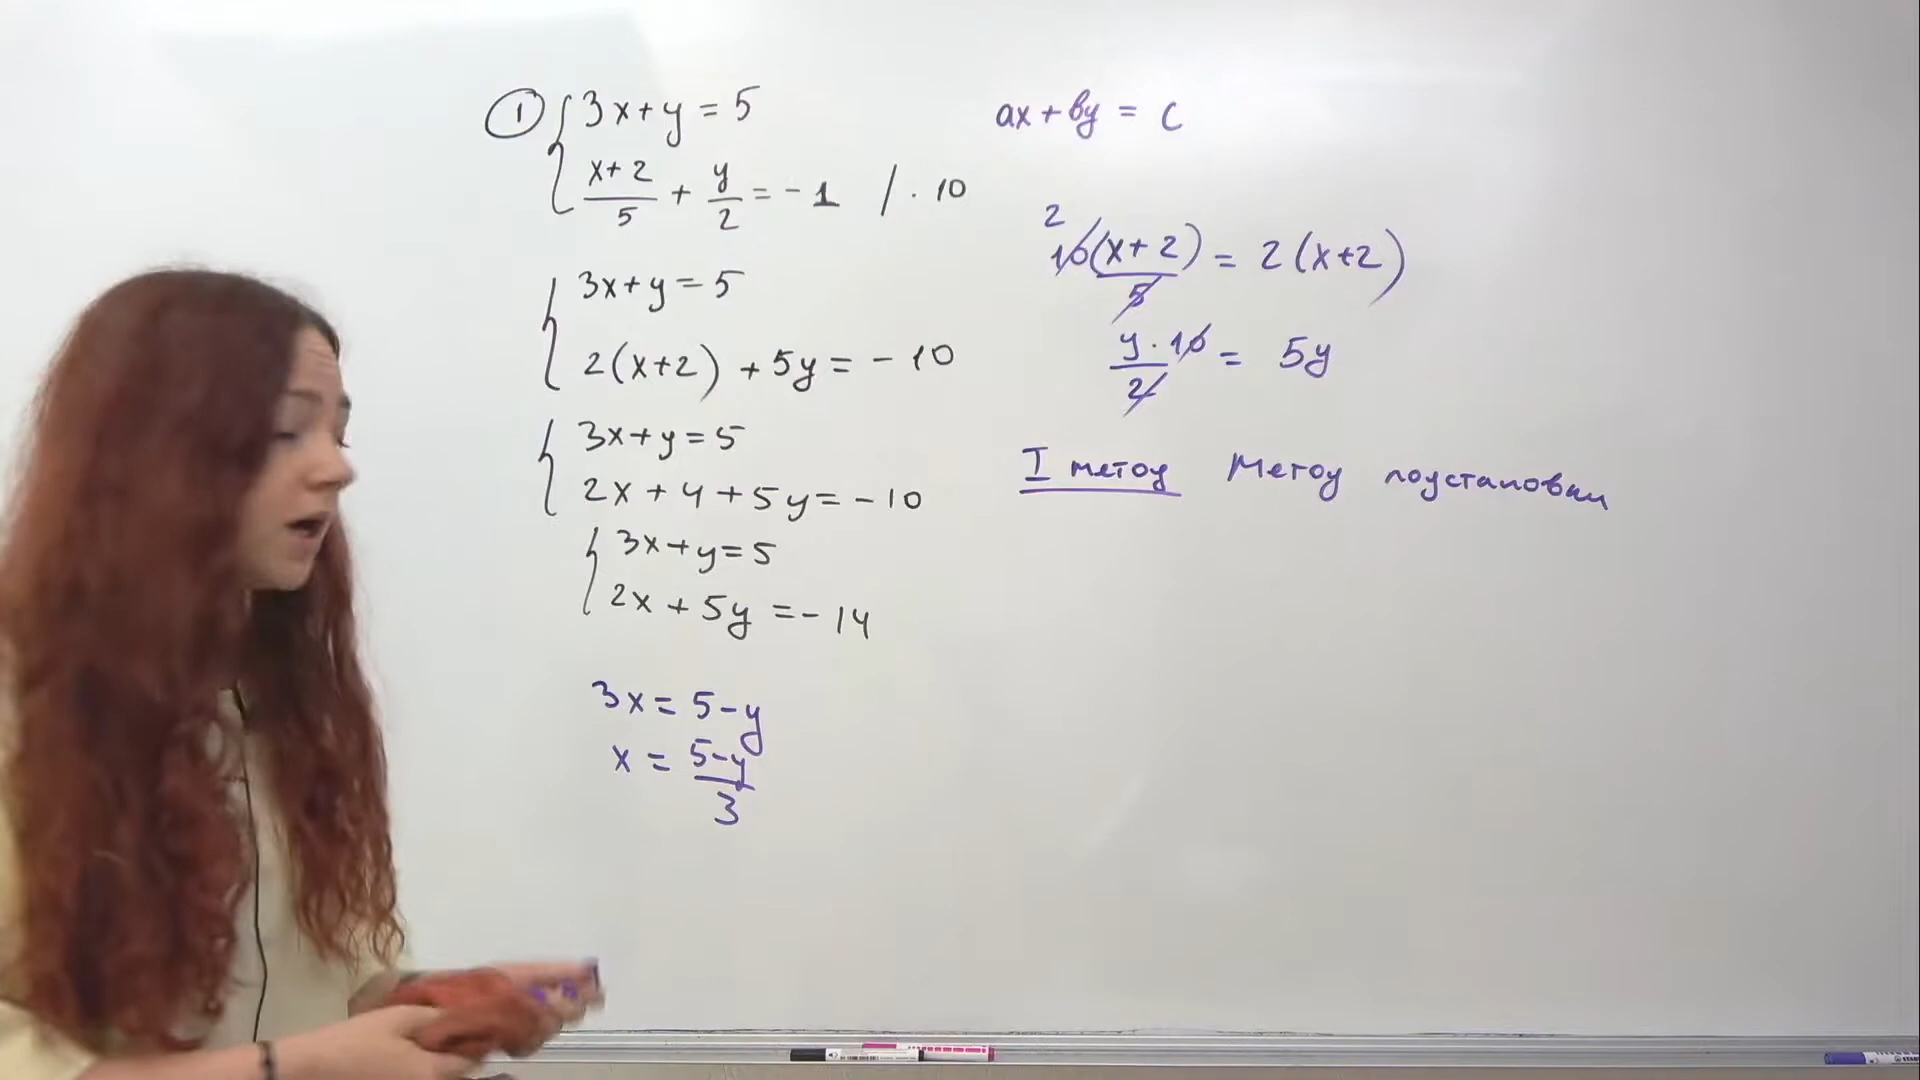 ① { 3x + y = 5
(x+2)/5 + y/2 = -1 / · 10
{ 3x + y = 5
2(x+2) + 5y = -10
{ 3x + y = 5
2x + 4 + 5y = -10
{ 3x + y = 5
2x + 5y = -14
3x = 5 - y
x = (5-y)/3
ax + by = c
2
10(x+2)/5 = 2(x+2)
y · 10/2 = 5y
I метод Метод подстановки